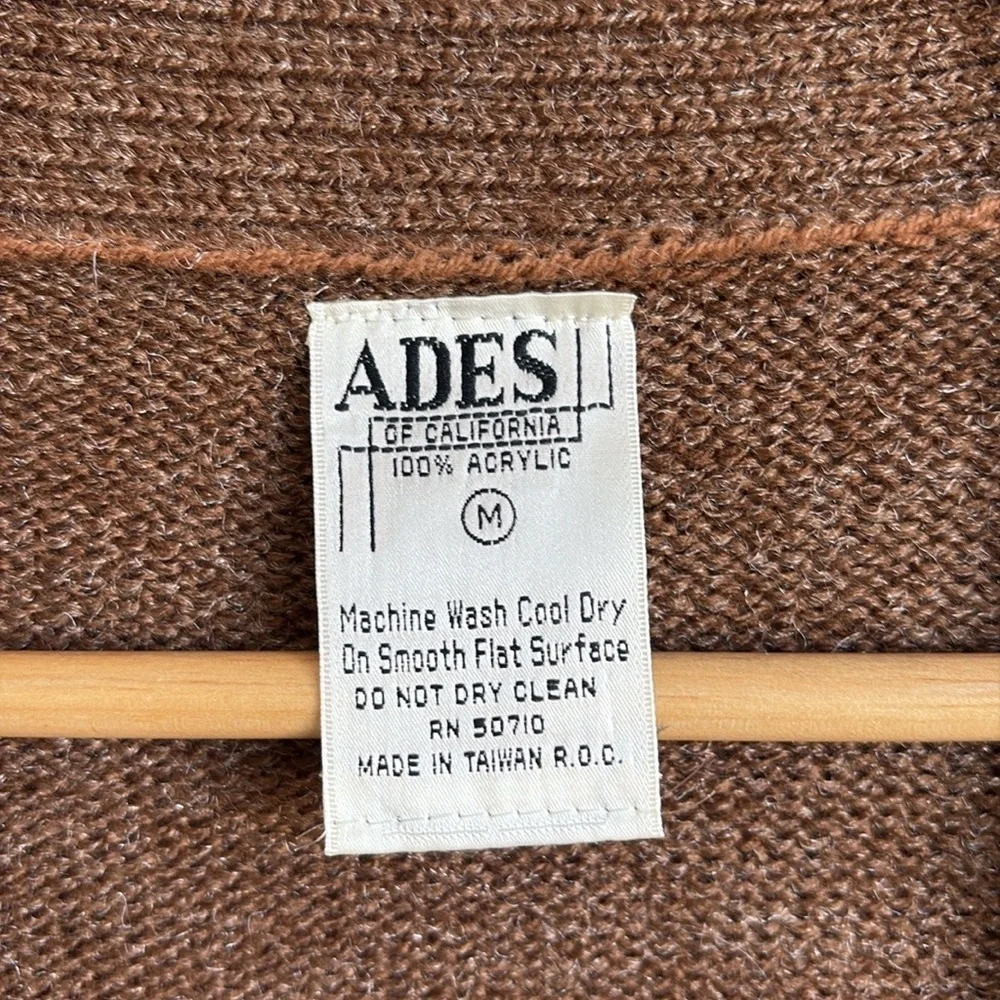 ADES
OF CALIFORNIA
100% ACRYLIC
M
Machine Wash Cool Dry
On Smooth Flat Surface
DO NOT DRY CLEAN
RN 50710
MADE IN TAIWAN R.O.C.